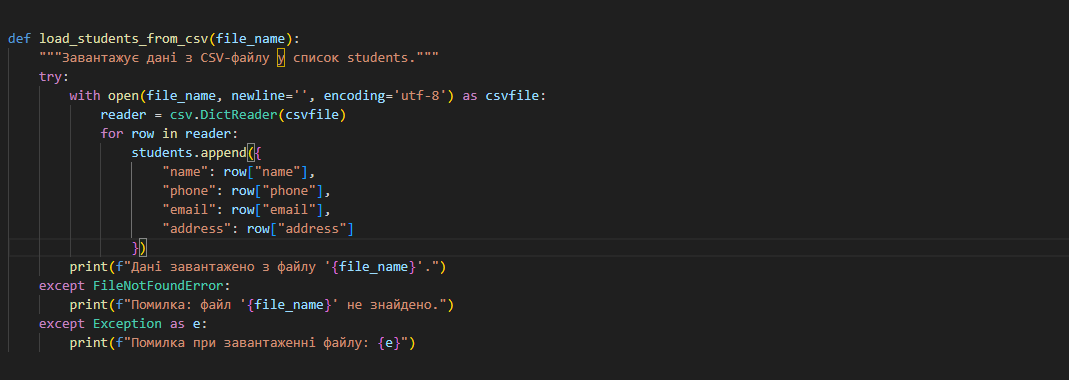 def load_students_from_csv(file_name):
    """Завантажує дані з CSV-файлу у список students."""
    try:
        with open(file_name, newline='', encoding='utf-8') as csvfile:
            reader = csv.DictReader(csvfile)
            for row in reader:
                students.append({
                    "name": row["name"],
                    "phone": row["phone"],
                    "email": row["email"],
                    "address": row["address"]
                })
        print(f"Дані завантажено з файлу '{file_name}'.")
    except FileNotFoundError:
        print(f"Помилка: файл '{file_name}' не знайдено.")
    except Exception as e:
        print(f"Помилка при завантаженні файлу: {e}")